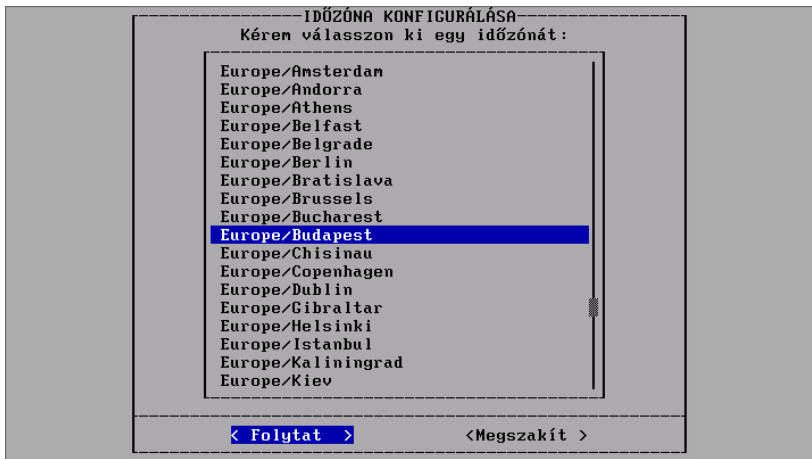 IDŐZÓNA KONFIGURÁLÁSA
Kérem válasszon ki egy időzónát:
Europe/Amsterdam
Europe/Andorra
Europe/Athens
Europe/Belfast
Europe/Belgrade
Europe/Berlin
Europe/Bratislava
Europe/Brussels
Europe/Bucharest
Europe/Budapest
Europe/Chisinau
Europe/Copenhagen
Europe/Dublin
Europe/Gibraltar
Europe/Helsinki
Europe/Istanbul
Europe/Kaliningrad
Europe/Kiev
< Folytat > <Megszakít >